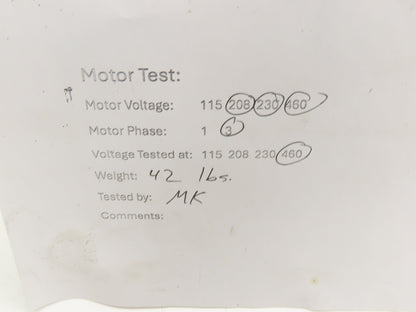 Motor Test:
Motor Voltage: 115 208 230 460
Motor Phase: 1 3
Voltage Tested at: 115 208 230 460
Weight: 42 lbs.
Tested by: MK
Comments: